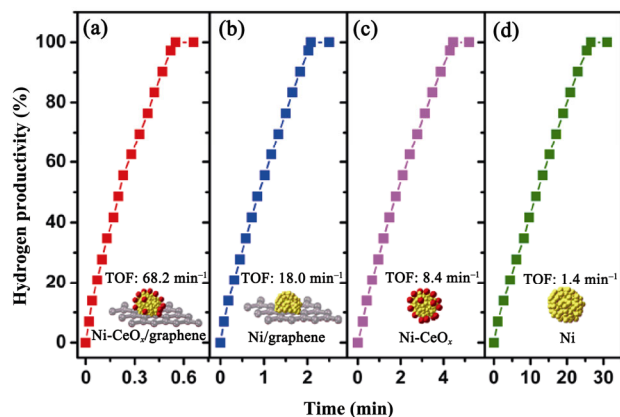 (a) (b) (c) (d)
Hydrogen productivity (%)
100
80
60
40
20
0
TOF: 68.2 min⁻¹ TOF: 18.0 min⁻¹ TOF: 8.4 min⁻¹ TOF: 1.4 min⁻¹
Ni-CeOₓ/graphene Ni/graphene Ni-CeOₓ Ni
0.0 0.3 0.6 0 1 2 0 2 4 0 10 20 30
Time (min)